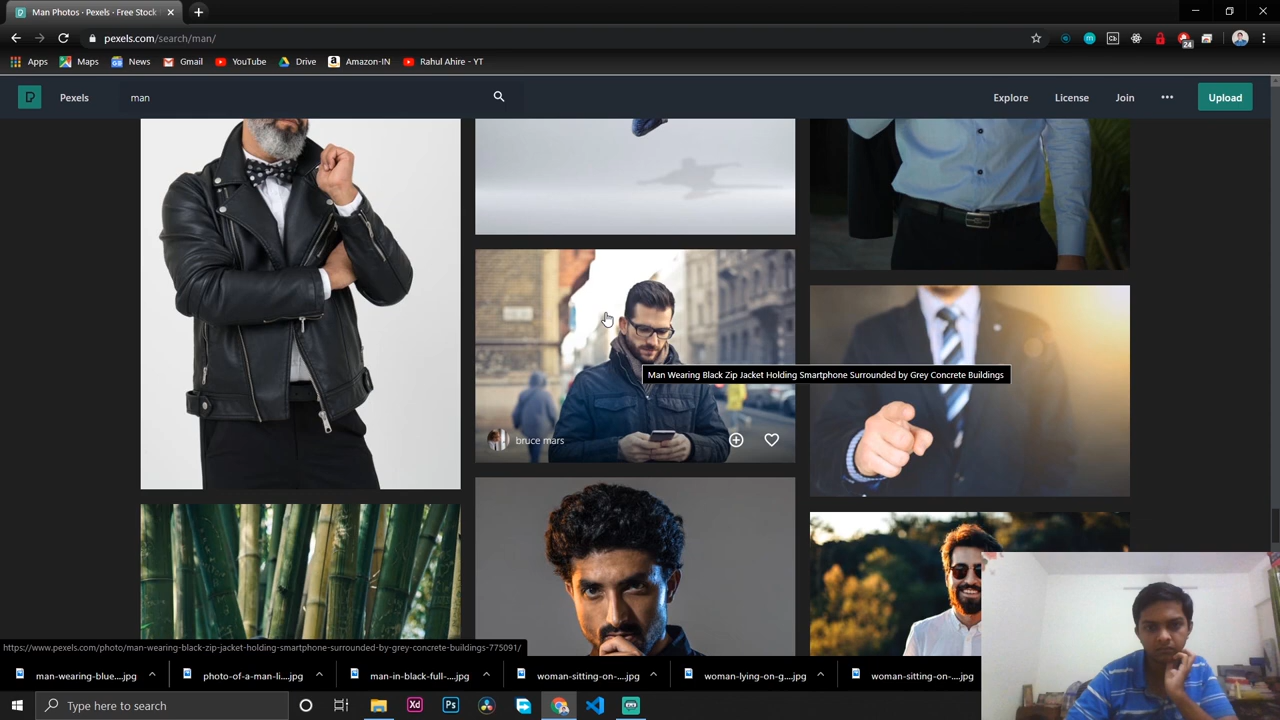 Man Photos · Pexels · Free Stock
pexels.com/search/man/
24
Apps
Maps
News
Gmail
YouTube
Drive
Amazon-IN
Rahul Ahire - YT
Pexels
man
Explore
License
Join
Upload
Man Wearing Black Zip Jacket Holding Smartphone Surrounded by Grey Concrete Buildings
bruce mars
https://www.pexels.com/photo/man-wearing-black-zip-jacket-holding-smartphone-surrounded-by-grey-concrete-buildings-775091/
man-wearing-blue....jpg
photo-of-a-man-li....jpg
man-in-black-full-....jpg
woman-sitting-on-....jpg
woman-lying-on-g....jpg
woman-sitting-on-....jpg
Type here to search
Xd
Ps